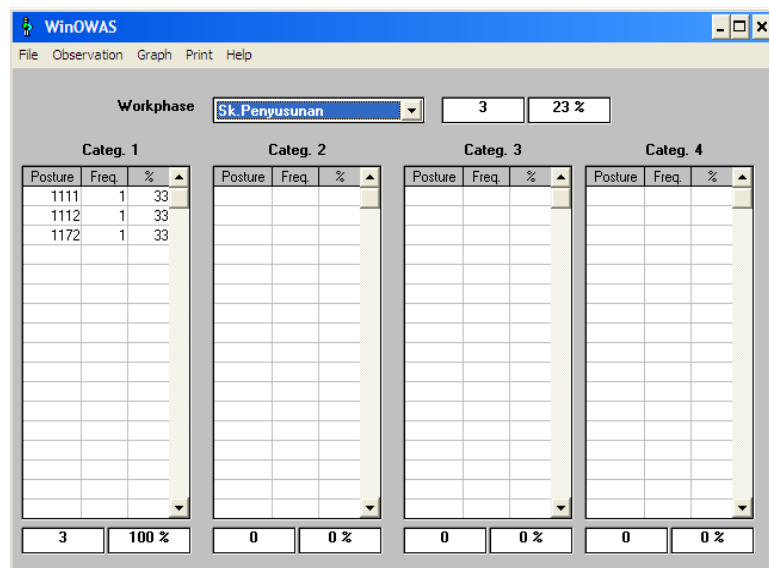 WinOWAS
File Observation Graph Print Help
Workphase Sk.Penyusunan 3 23 %
Categ. 1 Categ. 2 Categ. 3 Categ. 4
Posture Freq. % Posture Freq. % Posture Freq. % Posture Freq. %
1111 1 33
1112 1 33
1172 1 33
3 100 % 0 0 % 0 0 % 0 0 %